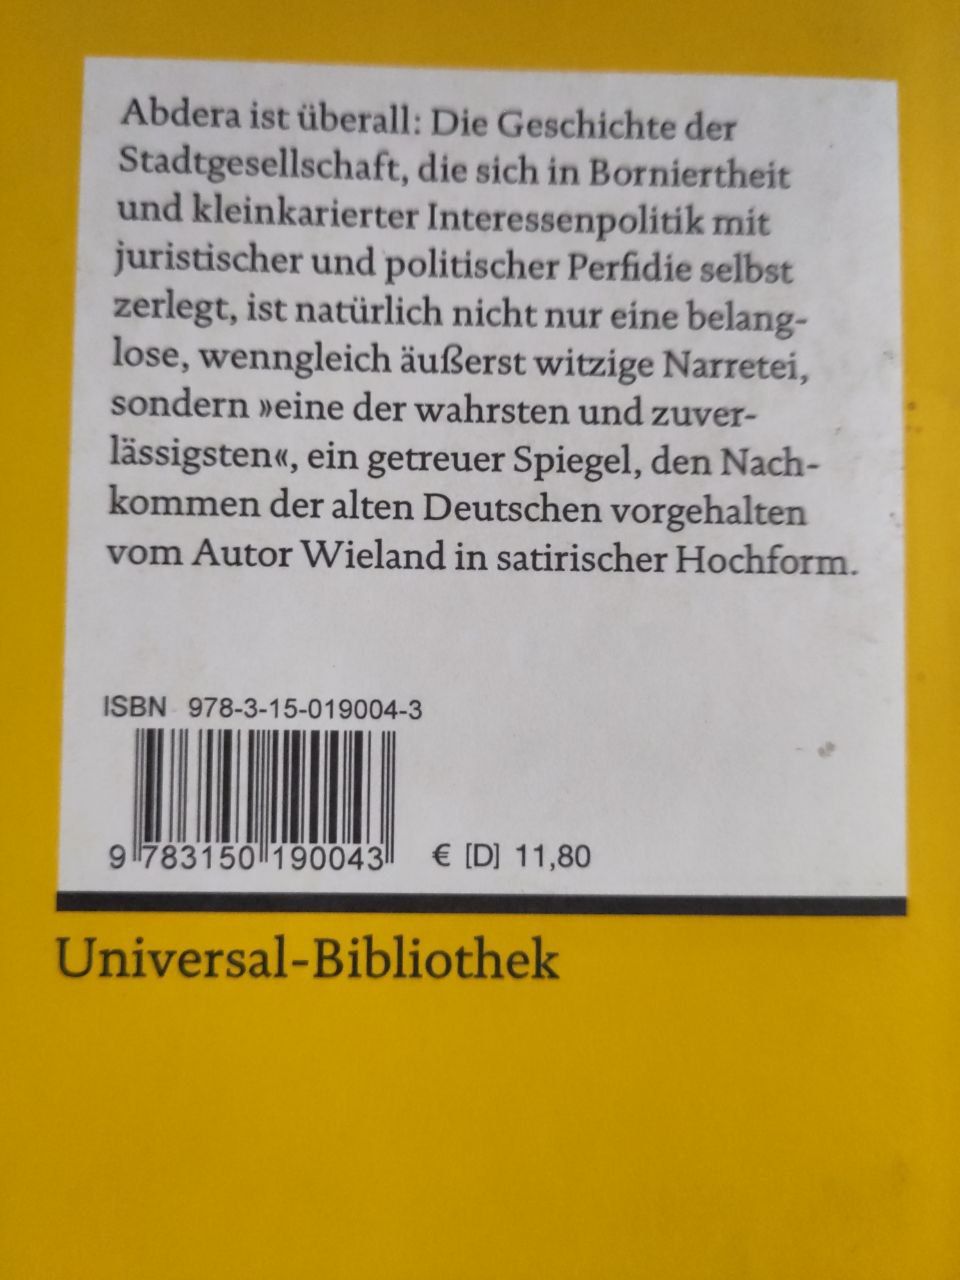 Abdera ist überall: Die Geschichte der
Stadtgesellschaft, die sich in Borniertheit
und kleinkarierter Interessenpolitik mit
juristischer und politischer Perfidie selbst
zerlegt, ist natürlich nicht nur eine belang-
lose, wenngleich äußerst witzige Narretei,
sondern »eine der wahrsten und zuver-
lässigsten«, ein getreuer Spiegel, den Nach-
kommen der alten Deutschen vorgehalten
vom Autor Wieland in satirischer Hochform.
ISBN 978-3-15-019004-3
9 783150 190043
€ [D] 11,80
Universal-Bibliothek